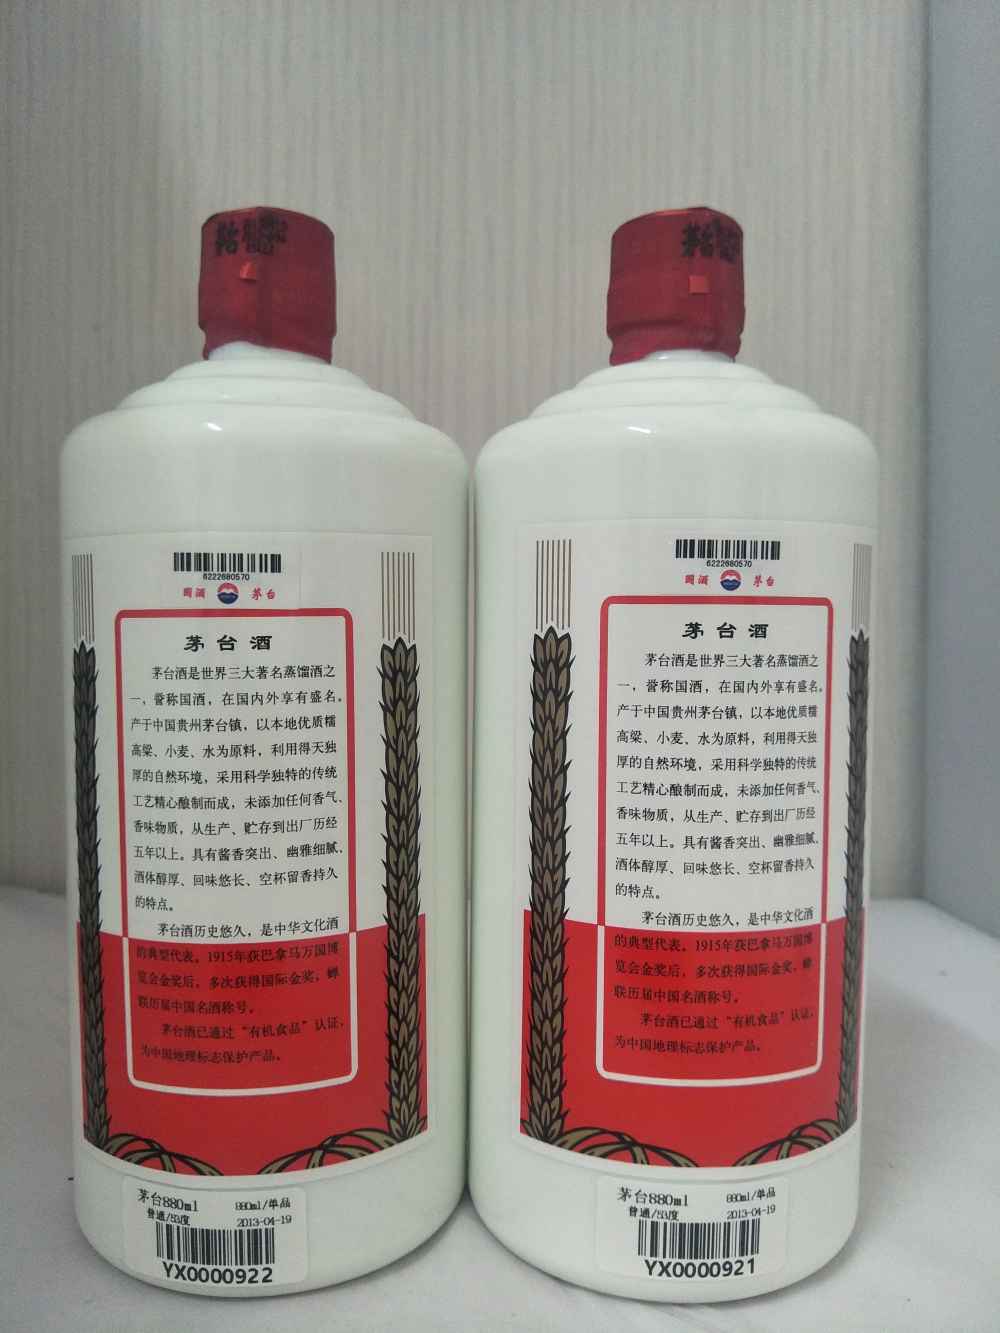 茅台
6222680570
国酒 茅台
茅台酒
茅台酒是世界三大著名蒸馏酒之
一，誉称国酒，在国内外享有盛名。
产于中国贵州茅台镇，以本地优质糯
高粱、小麦、水为原料，利用得天独
厚的自然环境，采用科学独特的传统
工艺精心酿制而成，未添加任何香气、
香味物质，从生产、贮存到出厂历经
五年以上。具有酱香突出、幽雅细腻、
酒体醇厚、回味悠长、空杯留香持久
的特点。
茅台酒历史悠久，是中华文化酒
的典型代表。1915年获巴拿马万国博
览会金奖后，多次获得国际金奖，蝉
联历届中国名酒称号。
茅台酒已通过“有机食品”认证，
为中国地理标志保护产品。
茅台880ml 880ml/单品
普通/53度 2013-04-19
YX0000922
茅台
6222680570
国酒 茅台
茅台酒
茅台酒是世界三大著名蒸馏酒之
一，誉称国酒，在国内外享有盛名。
产于中国贵州茅台镇，以本地优质糯
高粱、小麦、水为原料，利用得天独
厚的自然环境，采用科学独特的传统
工艺精心酿制而成，未添加任何香气、
香味物质，从生产、贮存到出厂历经
五年以上。具有酱香突出、幽雅细腻、
酒体醇厚、回味悠长、空杯留香持久
的特点。
茅台酒历史悠久，是中华文化酒
的典型代表。1915年获巴拿马万国博
览会金奖后，多次获得国际金奖，蝉
联历届中国名酒称号。
茅台酒已通过“有机食品”认证，
为中国地理标志保护产品。
茅台880ml 880ml/单品
普通/53度 2013-04-19
YX0000921